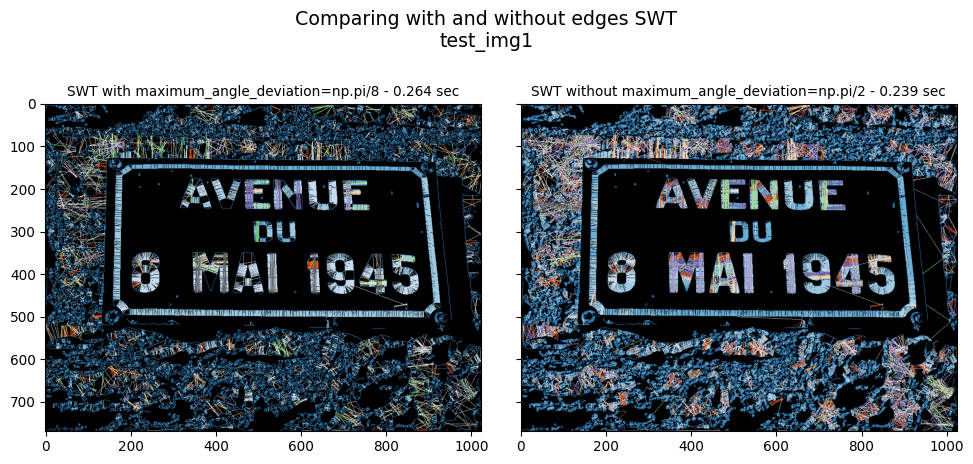 Comparing with and without edges SWT
test_img1
SWT with maximum_angle_deviation=np.pi/8 - 0.264 sec
SWT without maximum_angle_deviation=np.pi/2 - 0.239 sec
0
100
200
300
400
500
600
700
AVENUE
DU
8 MAI 1945
AVENUE
DU
8 MAI 1945
0 200 400 600 800 1000
0 200 400 600 800 1000